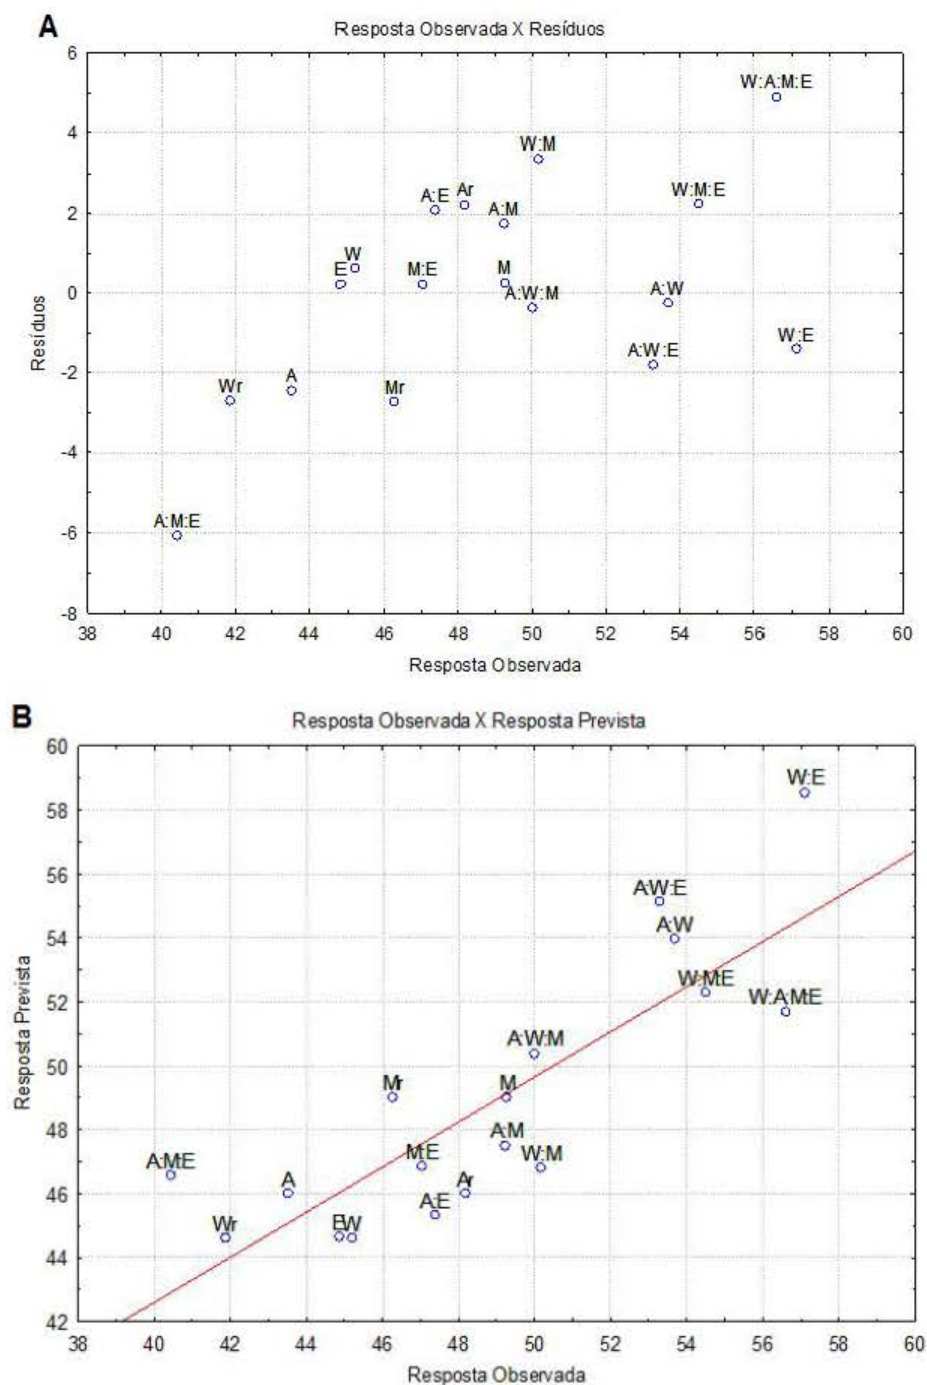 A
Resposta Observada X Resíduos
6
W:A:M:E
4
W:M
W:M:E
A:E
Ar
A:M
2
W
E
M:E
M
A:W:M
A:W
0
A:W:E
W:E
Wr
A
Mr
-2
-4
A:M:E
-6
-8
Resíduos
38 40 42 44 46 48 50 52 54 56 58 60
Resposta Observada
B
Resposta Observada X Resposta Prevista
60
W:E
58
56
A:W:E
A:W
54
W:M:E
W:A:M:E
52
A:W:M
50
Mr
M
A:M
48
A:M:E
M:E
W:M
A
Ar
A:E
46
Wr
E
W
44
42
Resposta Prevista
38 40 42 44 46 48 50 52 54 56 58 60
Resposta Observada